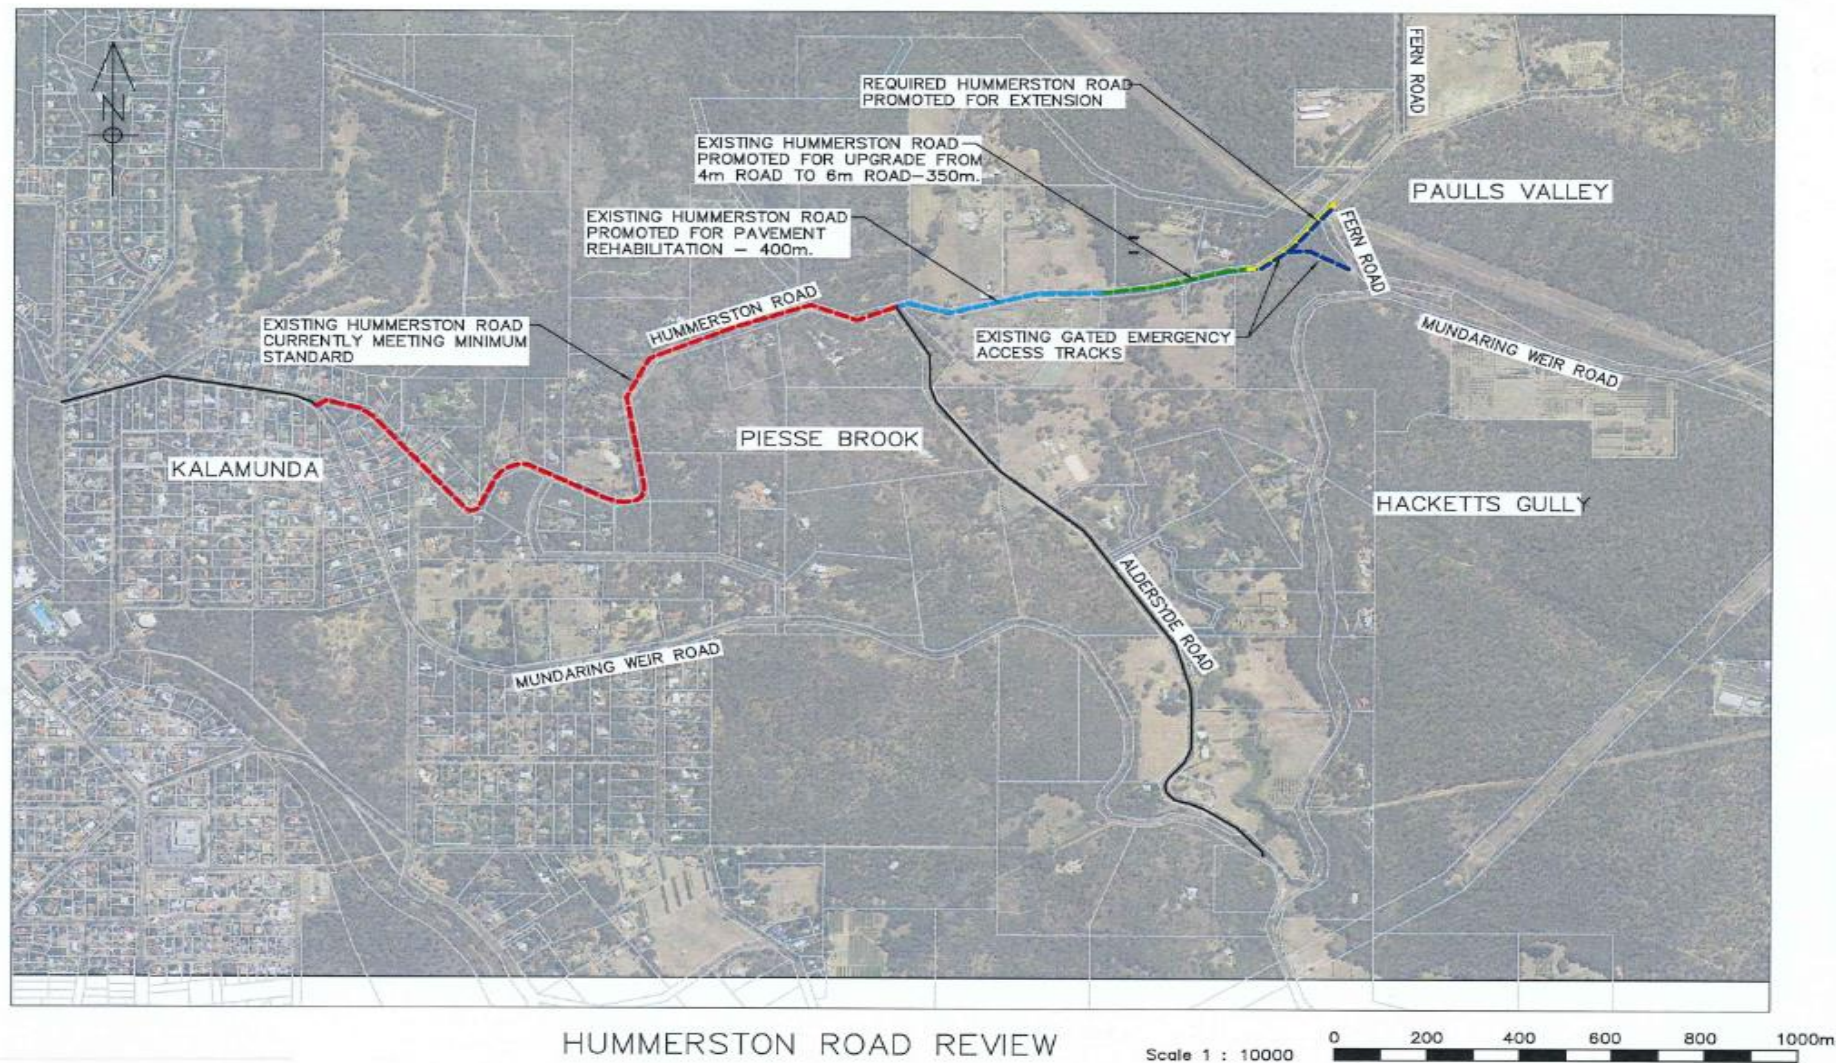 N
REQUIRED HUMMERSTON ROAD
PROMOTED FOR EXTENSION
FERN ROAD
EXISTING HUMMERSTON ROAD
PROMOTED FOR UPGRADE FROM
4m ROAD TO 6m ROAD-350m.
PAULLS VALLEY
EXISTING HUMMERSTON ROAD
PROMOTED FOR PAVEMENT
REHABILITATION - 400m.
FERN ROAD
HUMMERSTON ROAD
EXISTING HUMMERSTON ROAD
CURRENTLY MEETING MINIMUM
STANDARD
EXISTING GATED EMERGENCY
ACCESS TRACKS
MUNDARING WEIR ROAD
PIESSE BROOK
KALAMUNDA
HACKETTS GULLY
ALDERSYDE ROAD
MUNDARING WEIR ROAD
HUMMERSTON ROAD REVIEW
Scale 1 : 10000
0 200 400 600 800 1000m